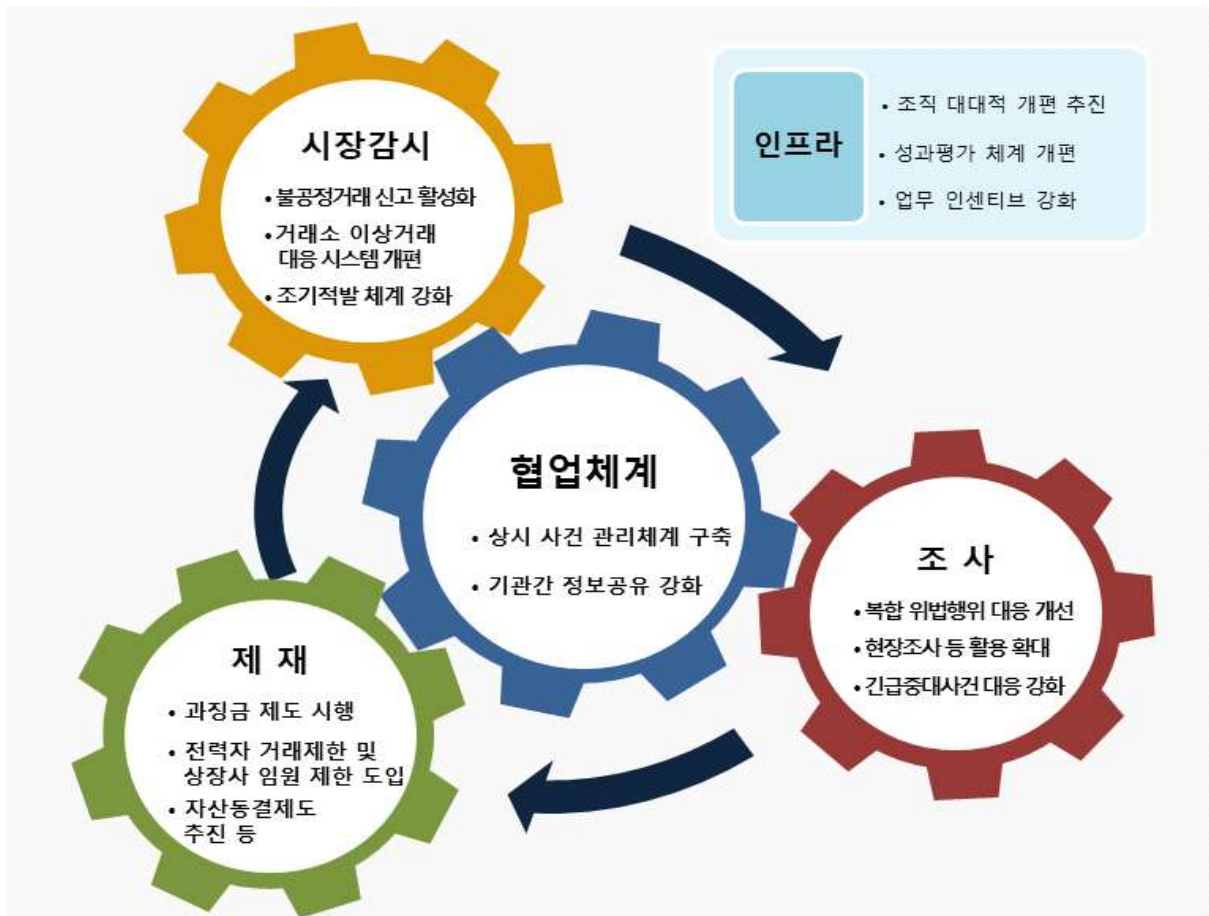 시장감시
• 불공정거래 신고 활성화
• 거래소 이상거래
대응 시스템 개편
• 조기적발 체계 강화
인프라
• 조직 대대적 개편 추진
• 성과평가 체계 개편
• 업무 인센티브 강화
협업체계
• 상시 사건 관리체계 구축
• 기관간 정보공유 강화
조 사
• 복합 위법행위 대응 개선
• 현장조사 등 활용 확대
• 긴급중대사건 대응 강화
제 재
• 과징금 제도 시행
• 전력자 거래제한 및
상장사 임원 제한 도입
• 자산동결제도
추진 등